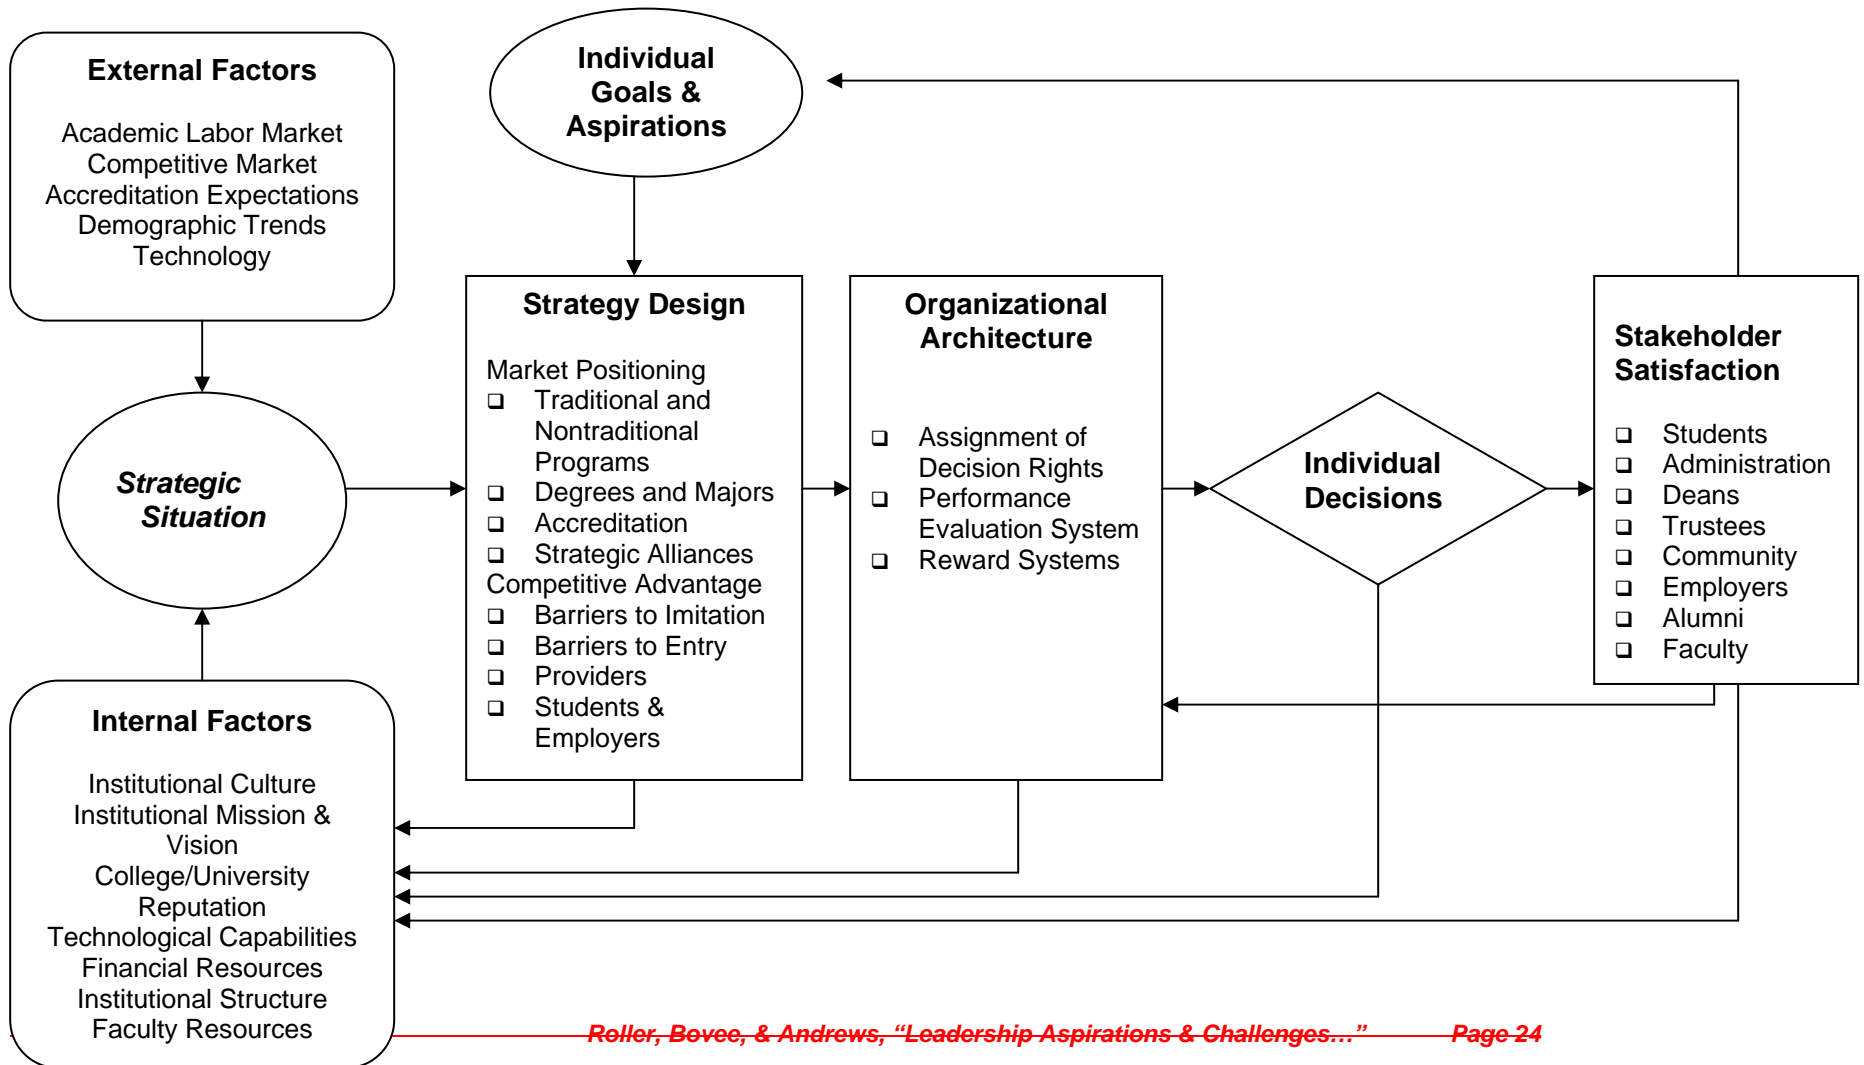 External Factors
Academic Labor Market
Competitive Market
Accreditation Expectations
Demographic Trends
Technology
Individual
Goals &
Aspirations
Strategic
Situation
Internal Factors
Institutional Culture
Institutional Mission &
Vision
College/University
Reputation
Technological Capabilities
Financial Resources
Institutional Structure
Faculty Resources
Strategy Design
Market Positioning
❑ Traditional and
Nontraditional
Programs
❑ Degrees and Majors
❑ Accreditation
❑ Strategic Alliances
Competitive Advantage
❑ Barriers to Imitation
❑ Barriers to Entry
❑ Providers
❑ Students &
Employers
Organizational
Architecture
❑ Assignment of
Decision Rights
❑ Performance
Evaluation System
❑ Reward Systems
Individual
Decisions
Stakeholder
Satisfaction
❑ Students
❑ Administration
❑ Deans
❑ Trustees
❑ Community
❑ Employers
❑ Alumni
❑ Faculty
Roller, Bovee, & Andrews, “Leadership Aspirations & Challenges…” Page 24